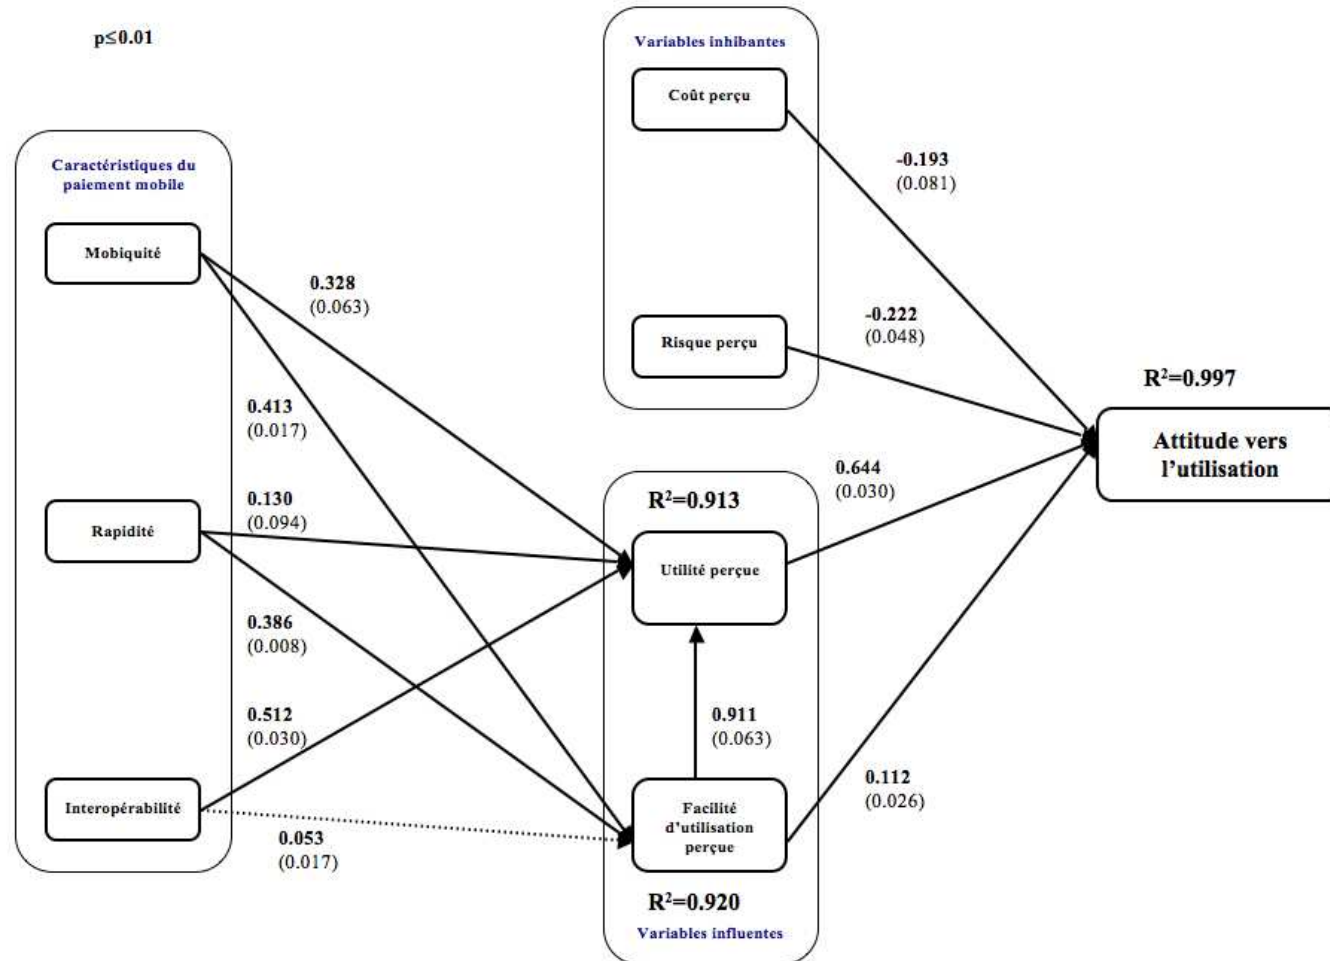 p≤0.01
Variables inhibantes
Coût perçu
-0.193
(0.081)
Caractéristiques du
paiement mobile
Mobiquité
0.328
(0.063)
Risque perçu
-0.222
(0.048)
R²=0.997
Attitude vers
l’utilisation
0.413
(0.017)
0.644
(0.030)
R²=0.913
Rapidité
0.130
(0.094)
Utilité perçue
0.386
(0.008)
0.512
(0.030)
0.911
(0.063)
Interopérabilité
0.053
(0.017)
Facilité
d’utilisation
perçue
0.112
(0.026)
R²=0.920
Variables influentes